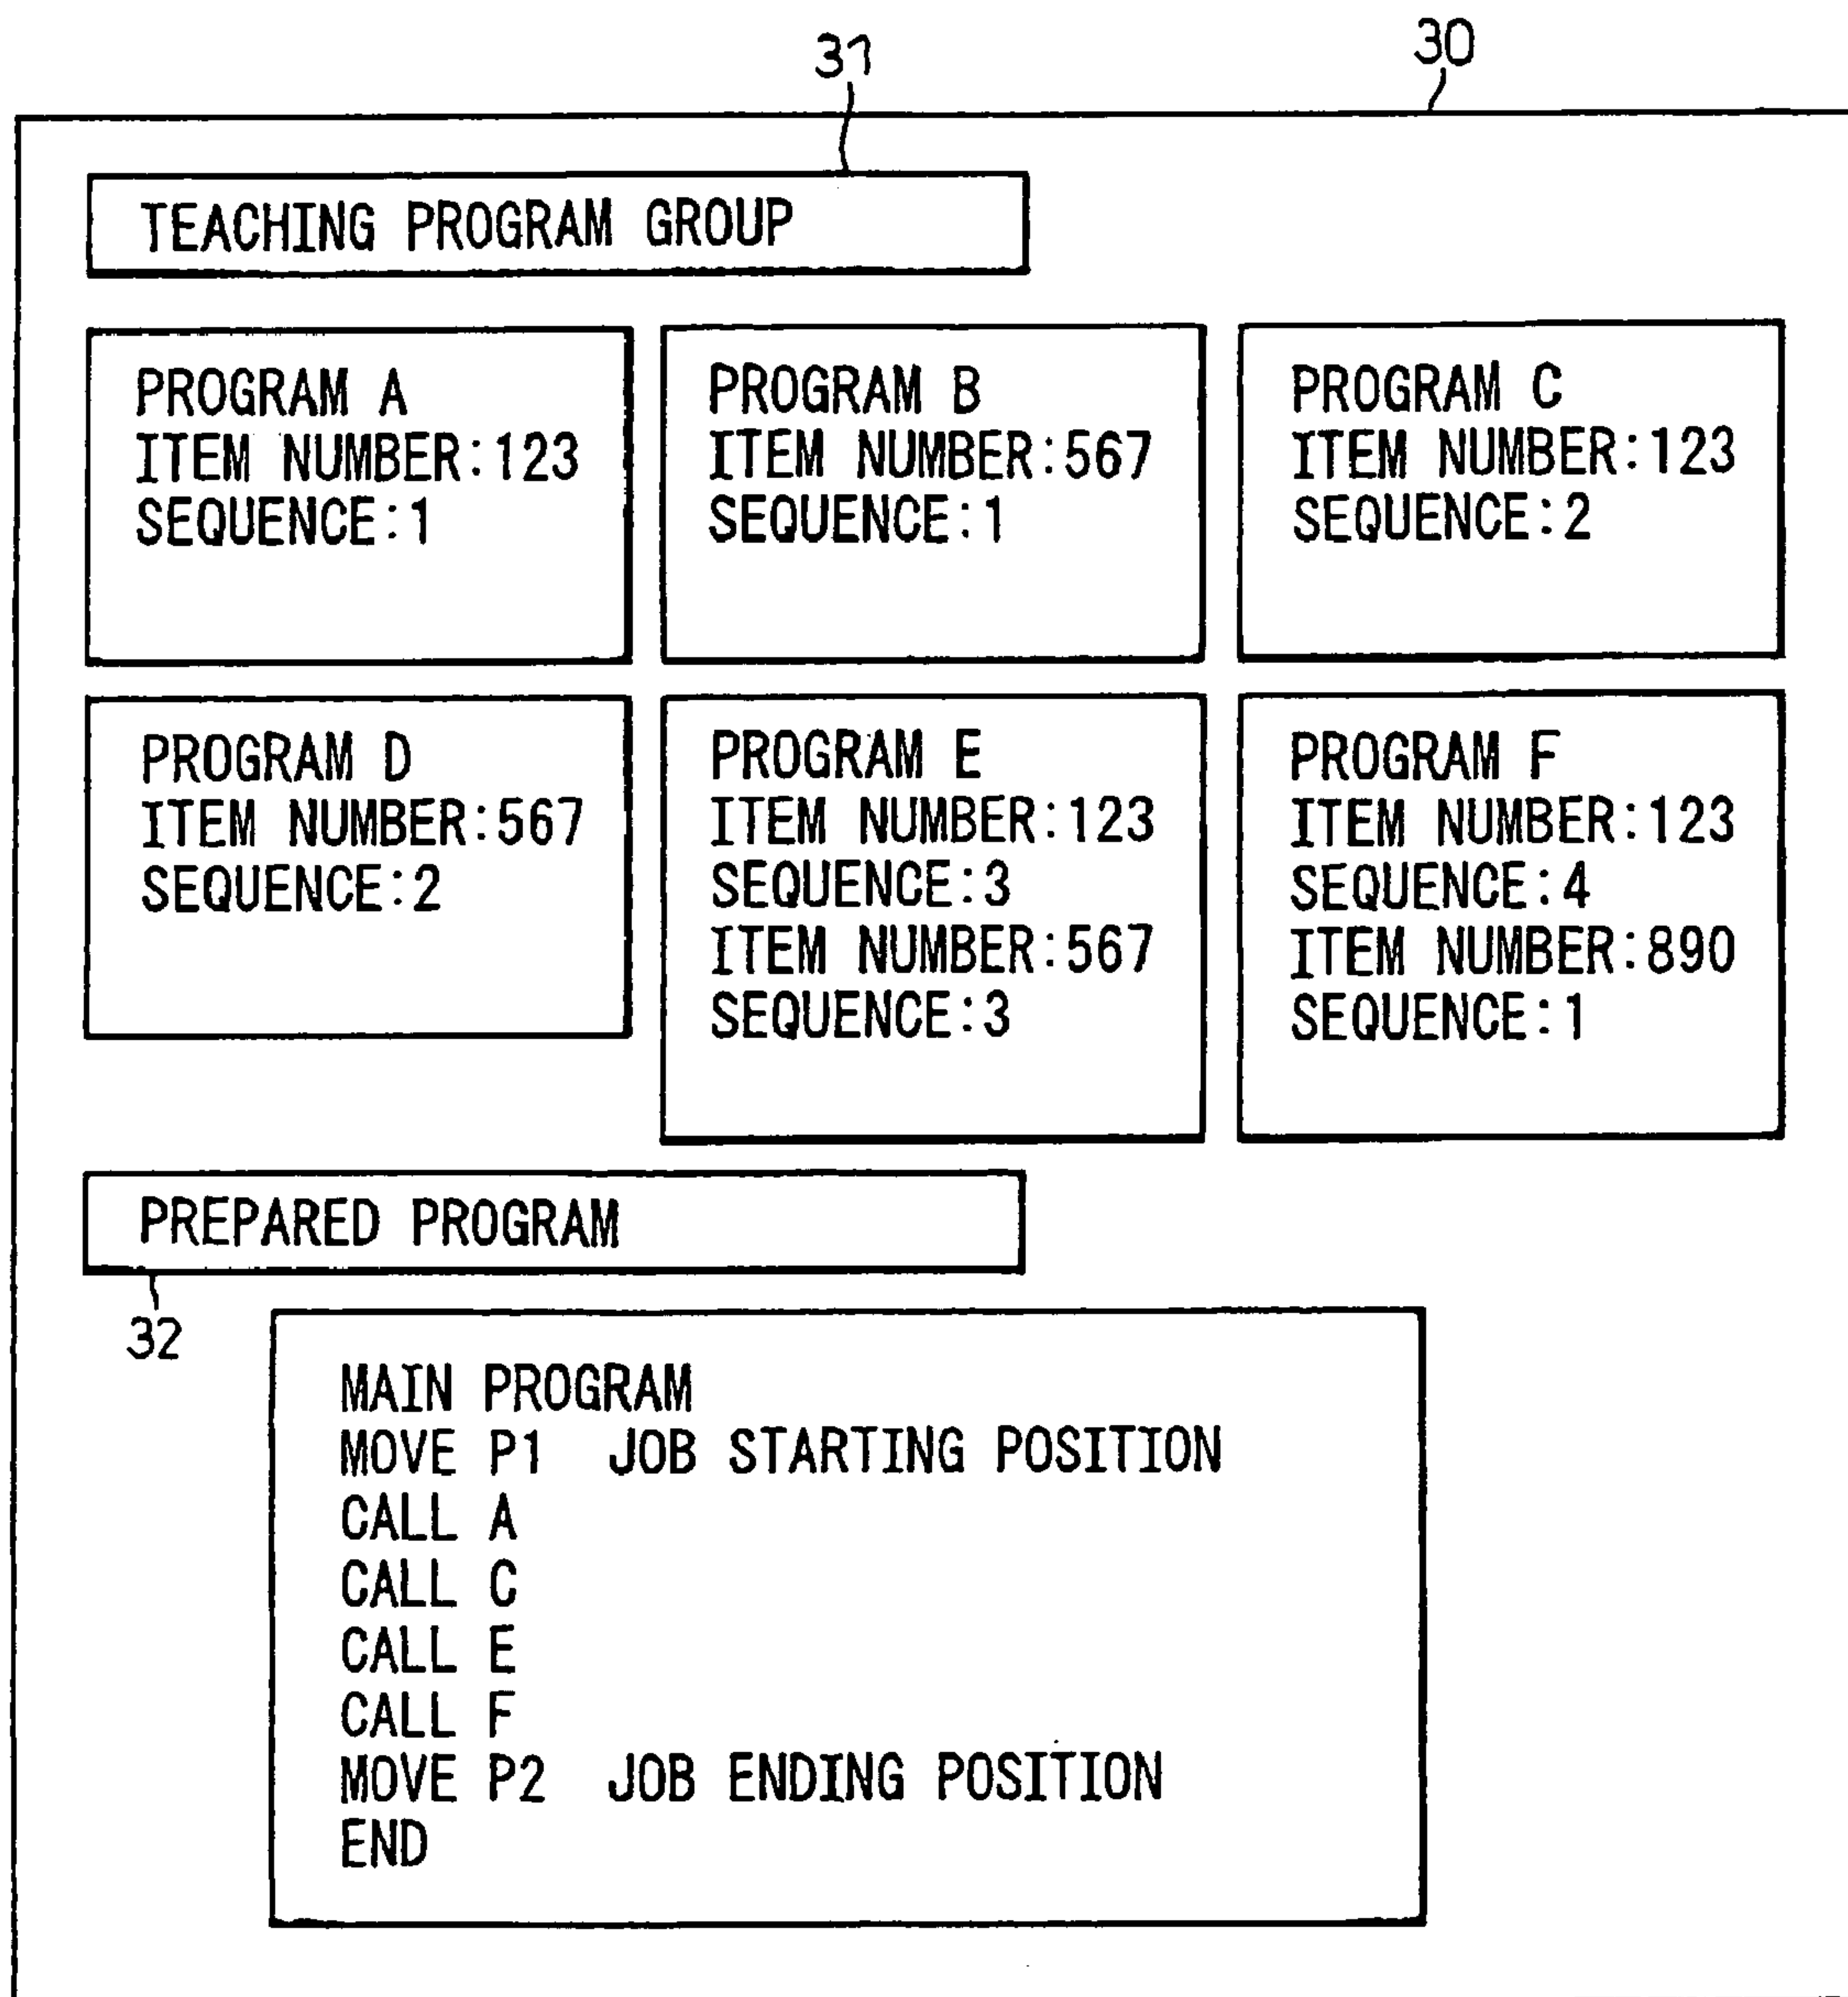 31
30
TEACHING PROGRAM GROUP
PROGRAM A
ITEM NUMBER:123
SEQUENCE:1
PROGRAM B
ITEM NUMBER:567
SEQUENCE:1
PROGRAM C
ITEM NUMBER:123
SEQUENCE:2
PROGRAM D
ITEM NUMBER:567
SEQUENCE:2
PROGRAM E
ITEM NUMBER:123
SEQUENCE:3
ITEM NUMBER:567
SEQUENCE:3
PROGRAM F
ITEM NUMBER:123
SEQUENCE:4
ITEM NUMBER:890
SEQUENCE:1
PREPARED PROGRAM
32
MAIN PROGRAM
MOVE P1 JOB STARTING POSITION
CALL A
CALL C
CALL E
CALL F
MOVE P2 JOB ENDING POSITION
END